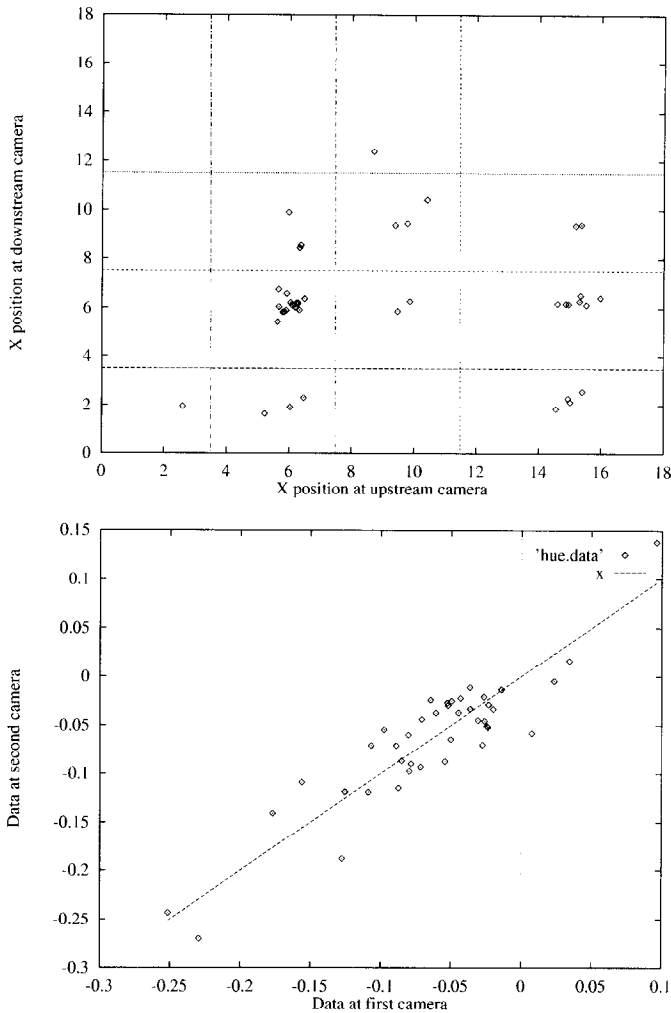 18
16
14
12
10
8
6
4
2
0
X position at downstream camera
0 2 4 6 8 10 12 14 16 18
X position at upstream camera
0.15
0.1
0.05
0
-0.05
-0.1
-0.15
-0.2
-0.25
-0.3
Data at second camera
'hue.data'
x
-0.3 -0.25 -0.2 -0.15 -0.1 -0.05 0 0.05 0.1
Data at first camera